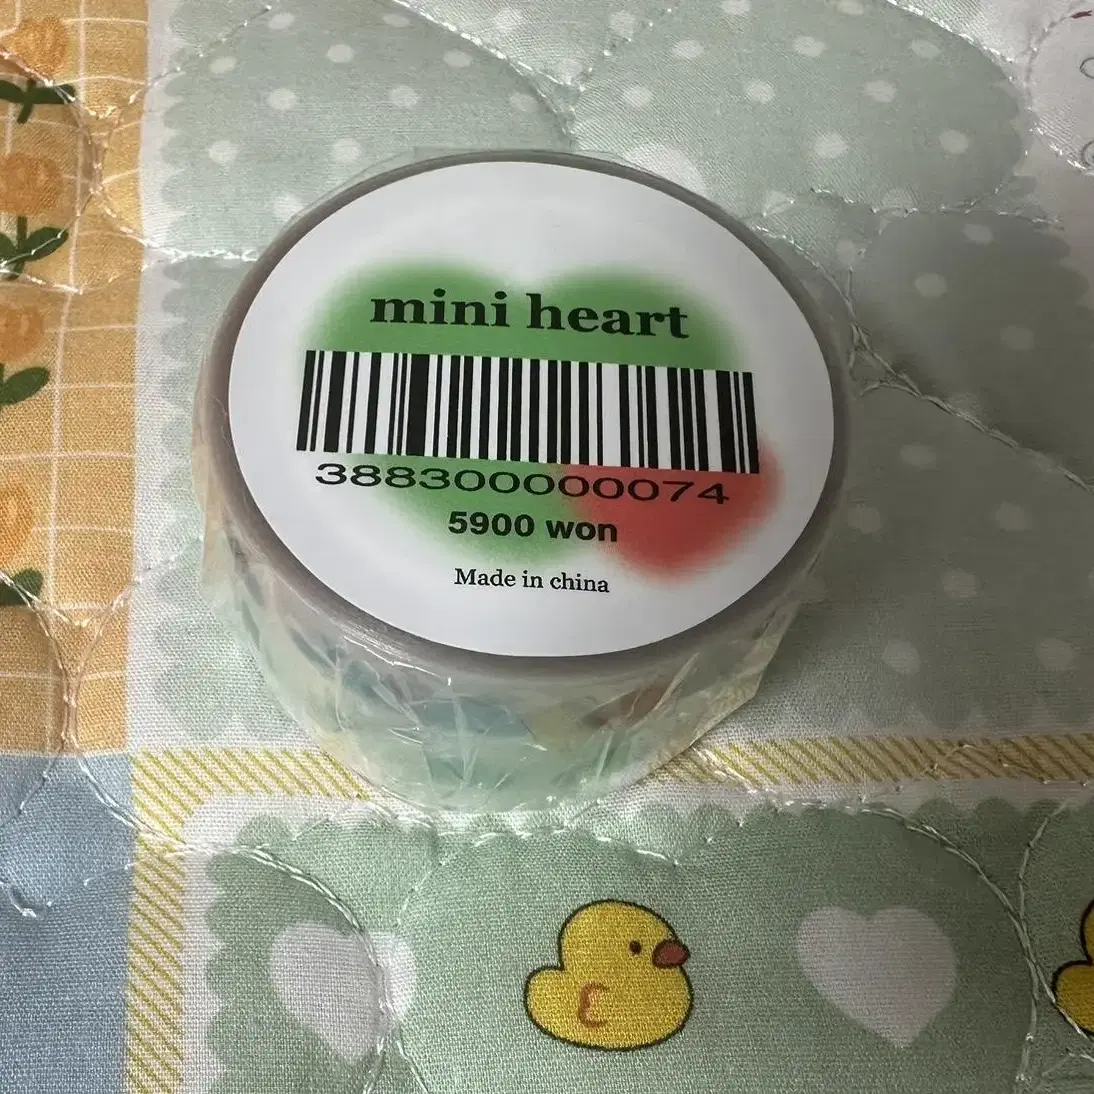 mini heart
388300000074
5900 won
Made in china